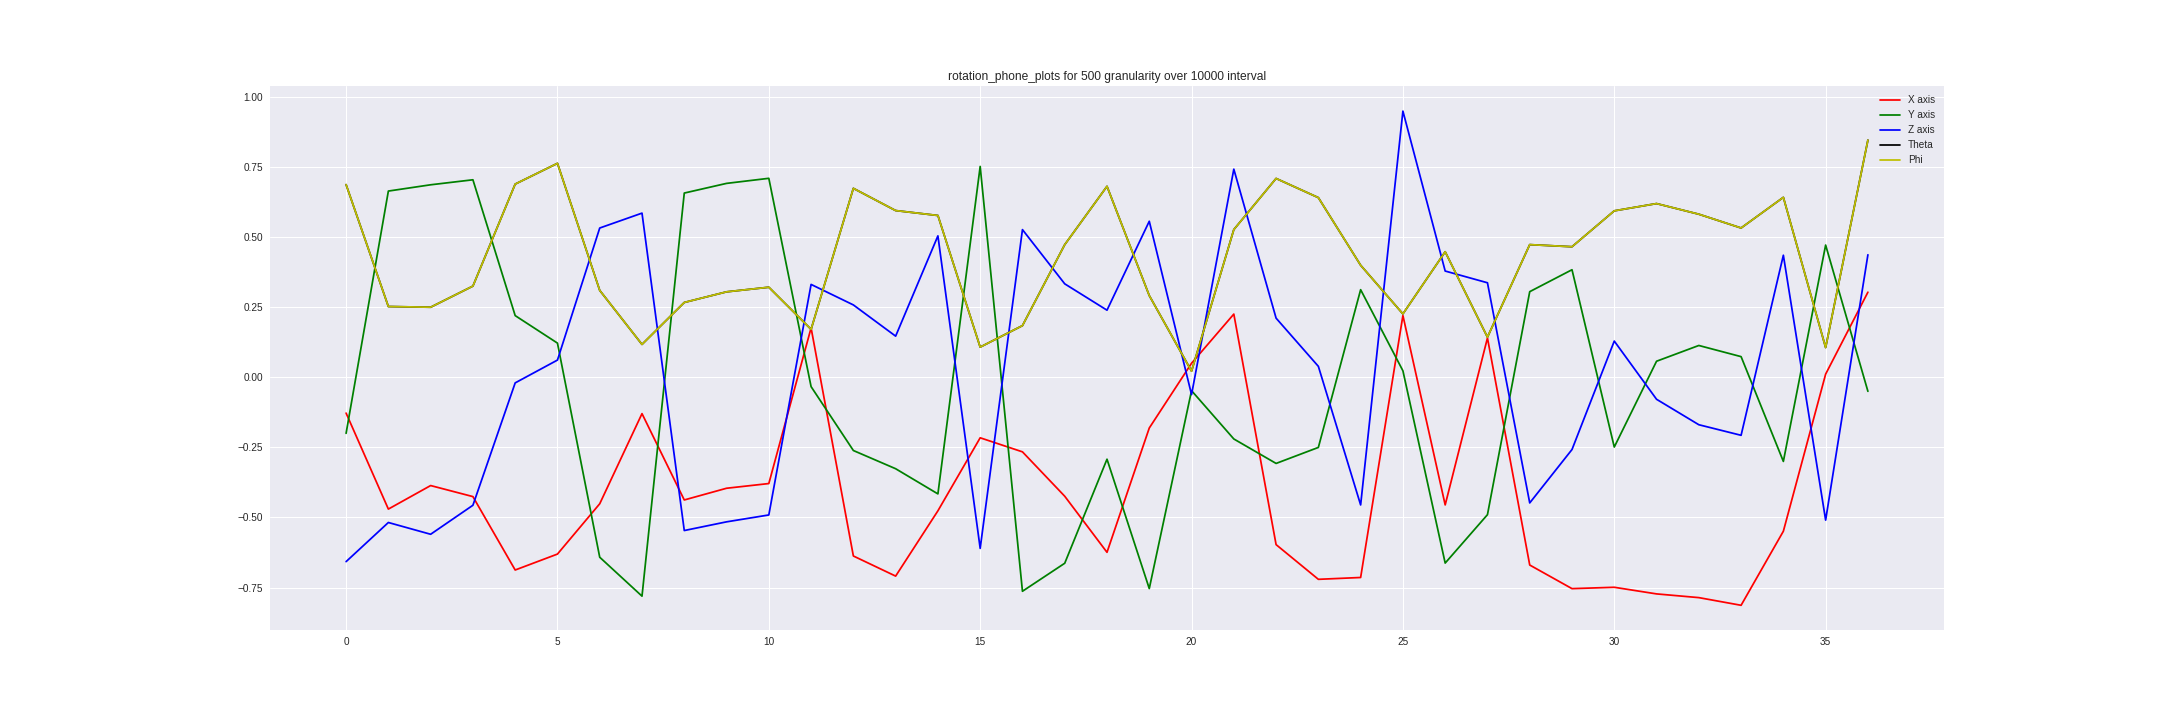 rotation_phone_plots for 500 granularity over 10000 interval
1.00
0.75
0.50
0.25
0.00
−0.25
−0.50
−0.75
0 5 10 15 20 25 30 35
X axis
Y axis
Z axis
Theta
Phi